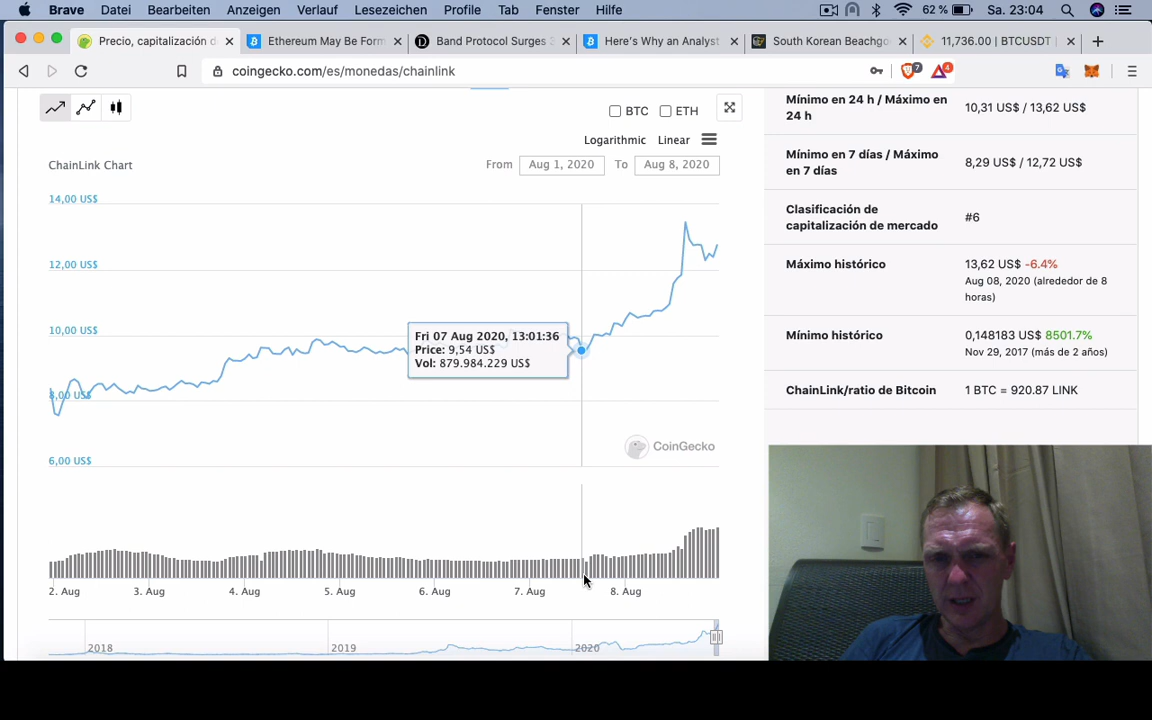 Brave Datei Bearbeiten Anzeigen Verlauf Lesezeichen Profile Tab Fenster Hilfe 62 % Sa. 23:04
Precio, capitalización d Ethereum May Be Form Band Protocol Surges 3 Here's Why an Analyst South Korean Beachgo 11,736.00 | BTCUSDT |
coingecko.com/es/monedas/chainlink 7 4
BTC ETH
Logarithmic Linear
ChainLink Chart From Aug 1, 2020 To Aug 8, 2020
14,00 US$
12,00 US$
10,00 US$
8,00 US$
6,00 US$
Fri 07 Aug 2020, 13:01:36
Price: 9,54 US$
Vol: 879.984.229 US$
CoinGecko
2. Aug 3. Aug 4. Aug 5. Aug 6. Aug 7. Aug 8. Aug
2018 2019 2020
Mínimo en 24 h / Máximo en
24 h
10,31 US$ / 13,62 US$
Mínimo en 7 días / Máximo
en 7 días
8,29 US$ / 12,72 US$
Clasificación de
capitalización de mercado
#6
Máximo histórico
13,62 US$ -6.4%
Aug 08, 2020 (alrededor de 8
horas)
Mínimo histórico
0,148183 US$ 8501.7%
Nov 29, 2017 (más de 2 años)
ChainLink/ratio de Bitcoin
1 BTC = 920.87 LINK